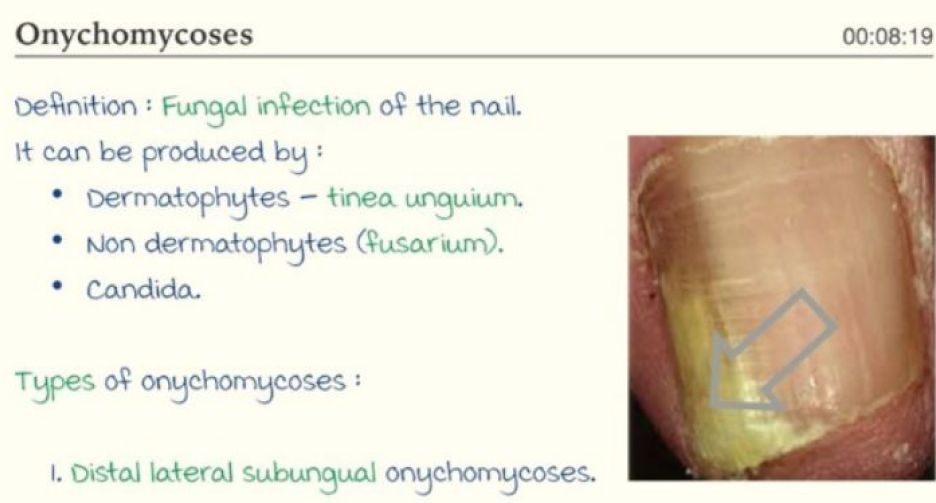 Onychomycoses 00:08:19
Definition : Fungal infection of the nail.
It can be produced by :
• Dermatophytes – tinea unguium.
• Non dermatophytes (fusarium).
• Candida.
Types of onychomycoses :
1. Distal lateral subungual onychomycoses.